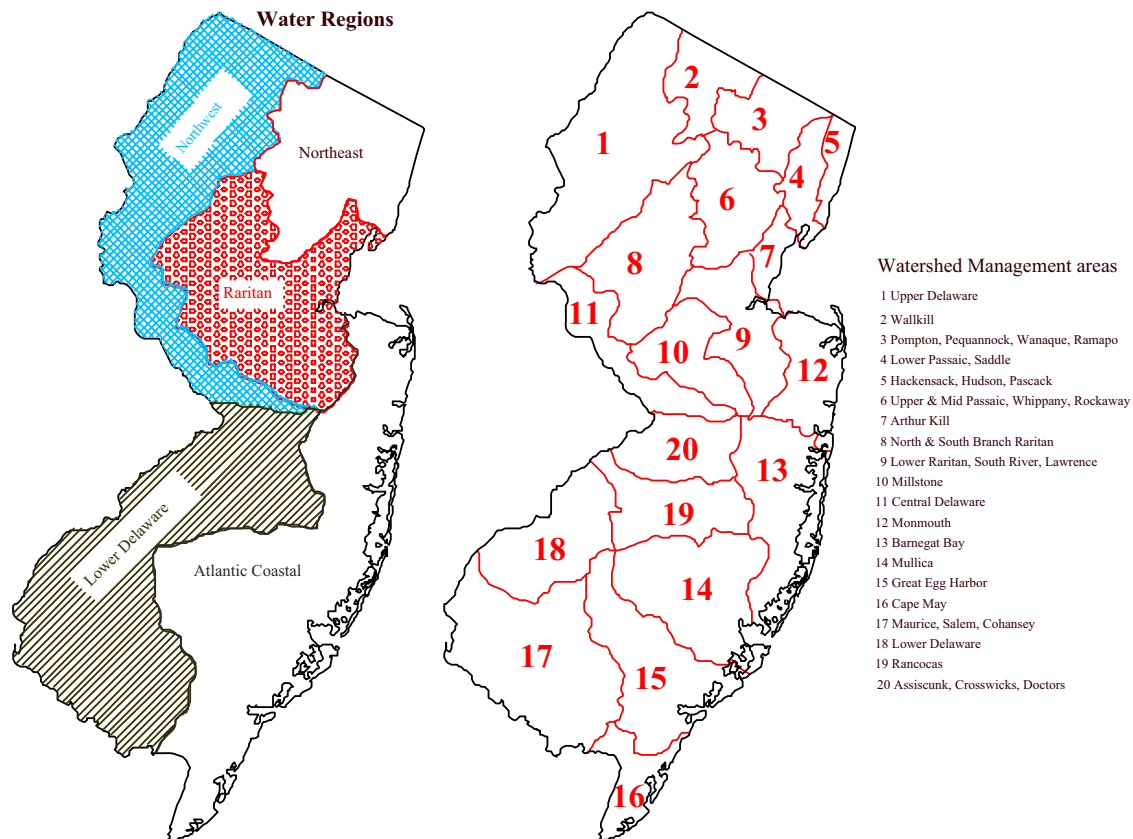 Water Regions
Northwest
Northeast
Raritan
Lower Delaware
Atlantic Coastal
1
2
3
4
5
6
7
8
9
10
11
12
13
14
15
16
17
18
19
20
Watershed Management areas
1 Upper Delaware
2 Wallkill
3 Pompton, Pequannock, Wanaque, Ramapo
4 Lower Passaic, Saddle
5 Hackensack, Hudson, Pascack
6 Upper & Mid Passaic, Whippany, Rockaway
7 Arthur Kill
8 North & South Branch Raritan
9 Lower Raritan, South River, Lawrence
10 Millstone
11 Central Delaware
12 Monmouth
13 Barnegat Bay
14 Mullica
15 Great Egg Harbor
16 Cape May
17 Maurice, Salem, Cohansey
18 Lower Delaware
19 Rancocas
20 Assiscunk, Crosswicks, Doctors